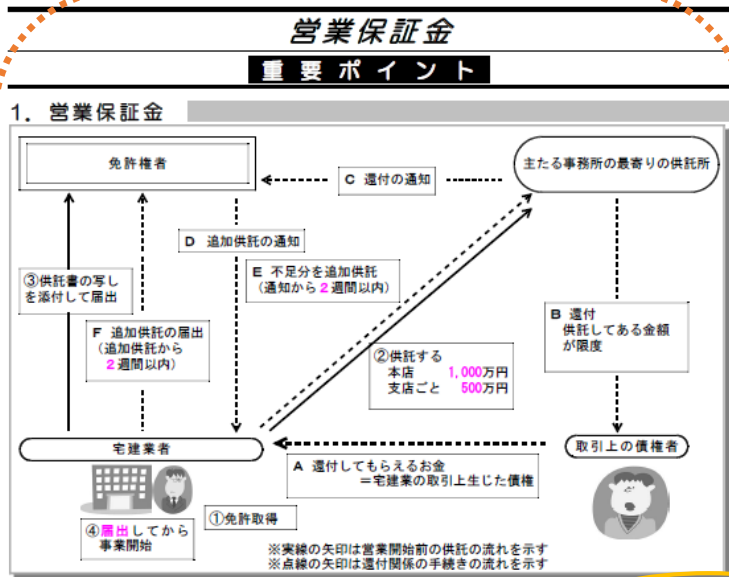 営業保証金
重要ポイント
1. 営業保証金
免許権者
主たる事務所の最寄りの供託所
C 還付の通知
D 追加供託の通知
E 不足分を追加供託
(通知から2週間以内)
③供託書の写し
を添付して届出
F 追加供託の届出
(追加供託から
2週間以内)
B 還付
供託してある金額
が限度
②供託する
本店 1,000万円
支店ごと 500万円
宅建業者
取引上の債権者
A 還付してもらえるお金
=宅建業の取引上生じた債権
①免許取得
④届出してから
事業開始
※実線の矢印は営業開始前の供託の流れを示す
※点線の矢印は還付関係の手続きの流れを示す